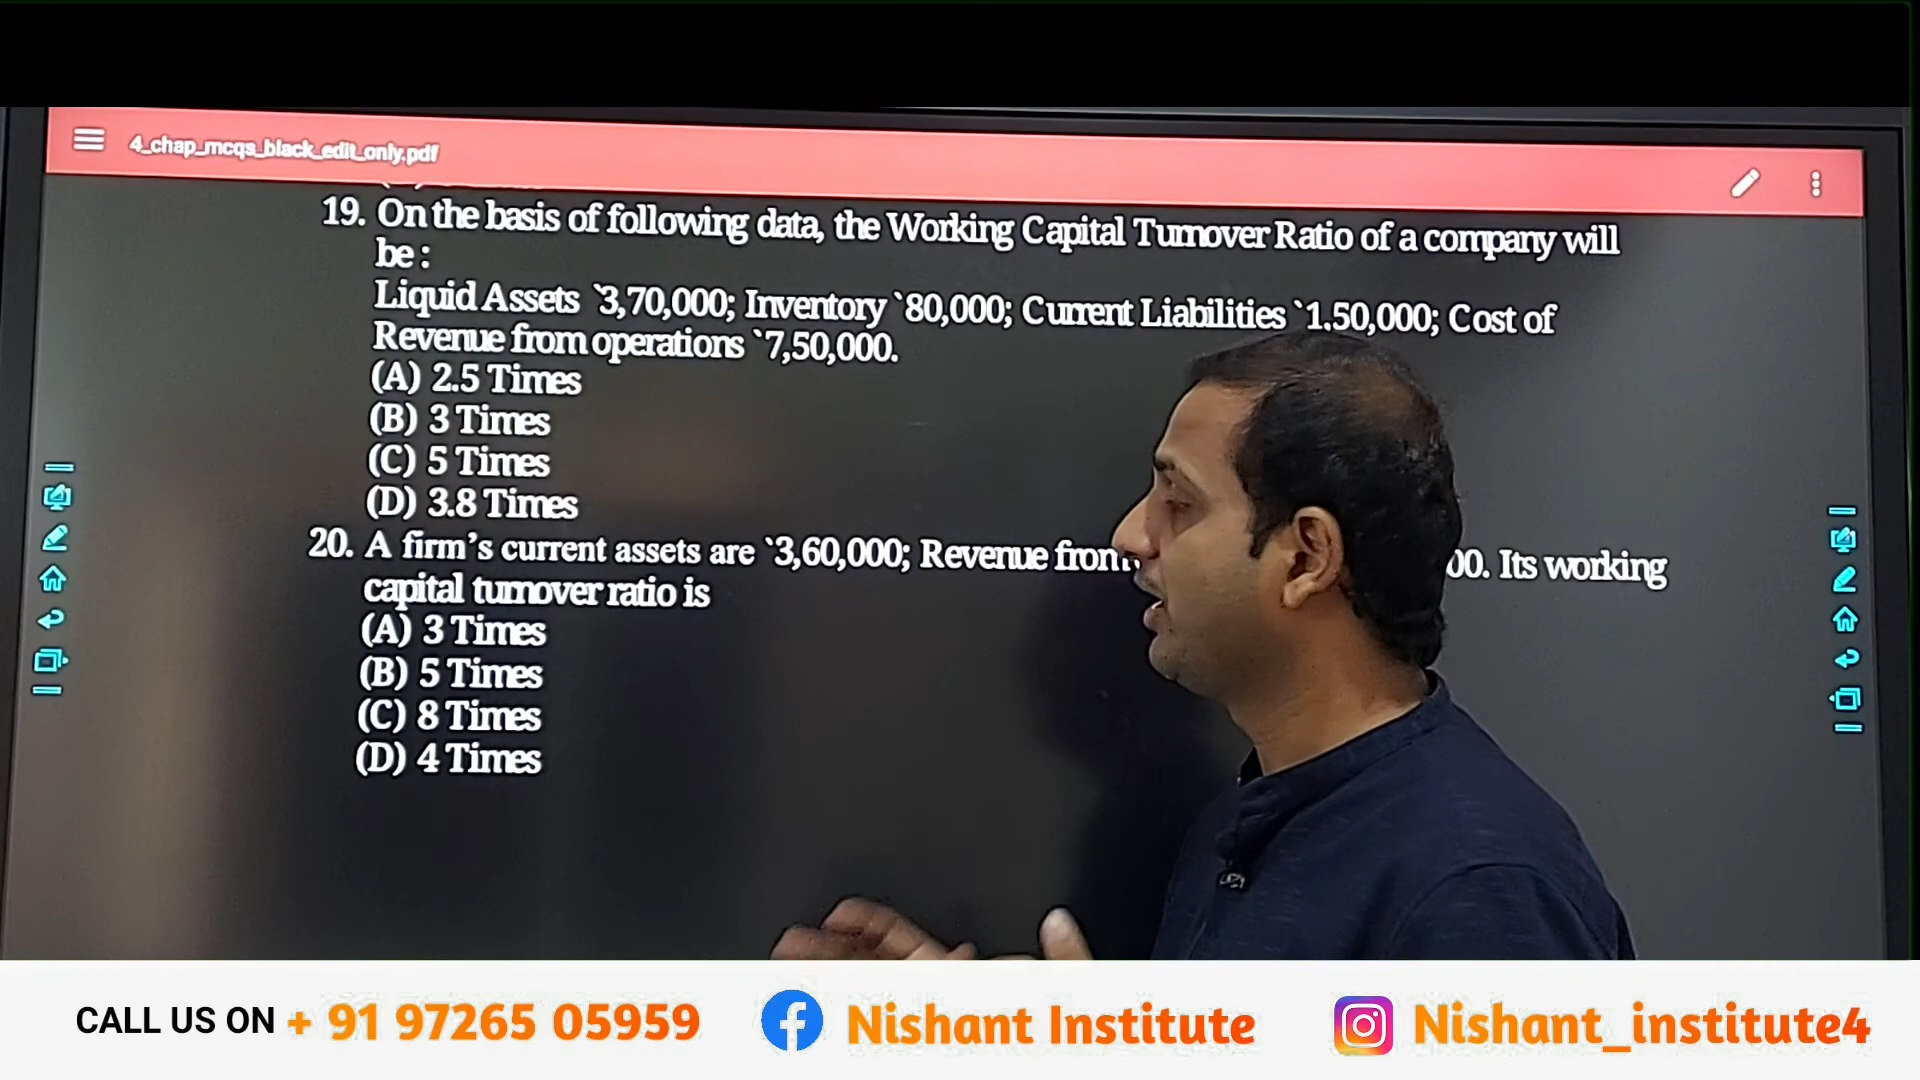 4_chap_mcqs_black_edit_only.pdf
19. On the basis of following data, the Working Capital Turnover Ratio of a company will
be :
Liquid Assets `3,70,000; Inventory `80,000; Current Liabilities `1.50,000; Cost of
Revenue from operations `7,50,000.
(A) 2.5 Times
(B) 3 Times
(C) 5 Times
(D) 3.8 Times
20. A firm’s current assets are `3,60,000; Revenue from 00. Its working
capital turnover ratio is
(A) 3 Times
(B) 5 Times
(C) 8 Times
(D) 4 Times
CALL US ON + 91 97265 05959 Nishant Institute Nishant_institute4